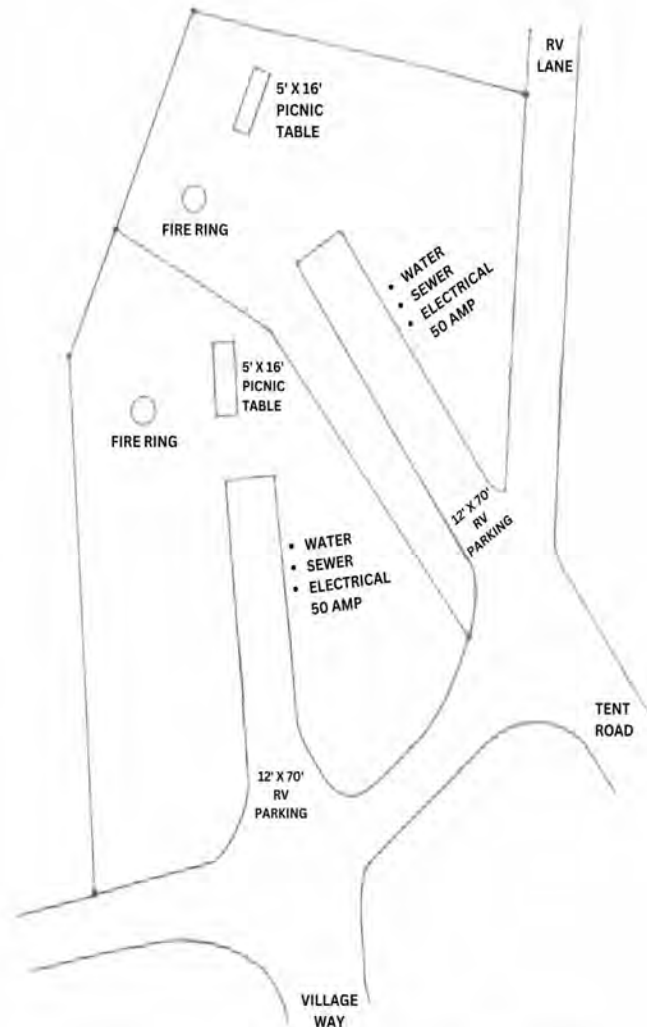 RV
LANE
5' X 16'
PICNIC
TABLE
FIRE RING
• WATER
• SEWER
• ELECTRICAL
50 AMP
5' X 16'
PICNIC
TABLE
FIRE RING
12' X 70'
RV
PARKING
• WATER
• SEWER
• ELECTRICAL
50 AMP
TENT
ROAD
12' X 70'
RV
PARKING
VILLAGE
WAY